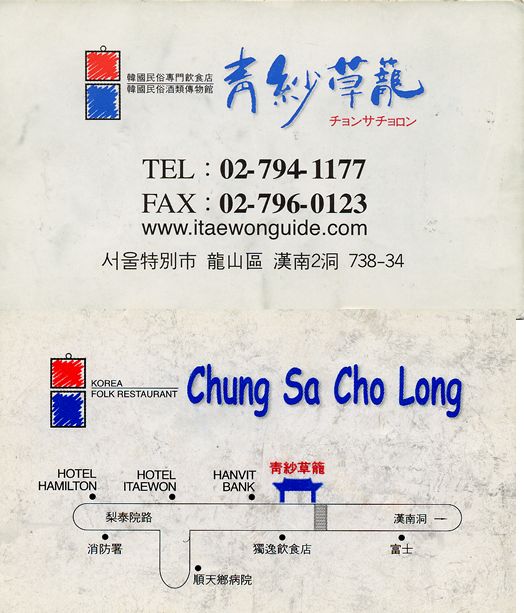 韓國民俗專門飮食店
韓國民俗酒類傳物館
靑紗草龍
チョンサチョロン
TEL : 02-794-1177
FAX : 02-796-0123
www.itaewonguide.com
서울特別市 龍山區 漢南2洞 738-34
KOREA
FOLK RESTAURANT
Chung Sa Cho Long
靑紗草籠
HOTEL
HAMILTON
HOTEL
ITAEWON
HANVIT
BANK
梨泰院路
漢南洞 →
消防署
獨逸飮食店
富士
順天鄕病院